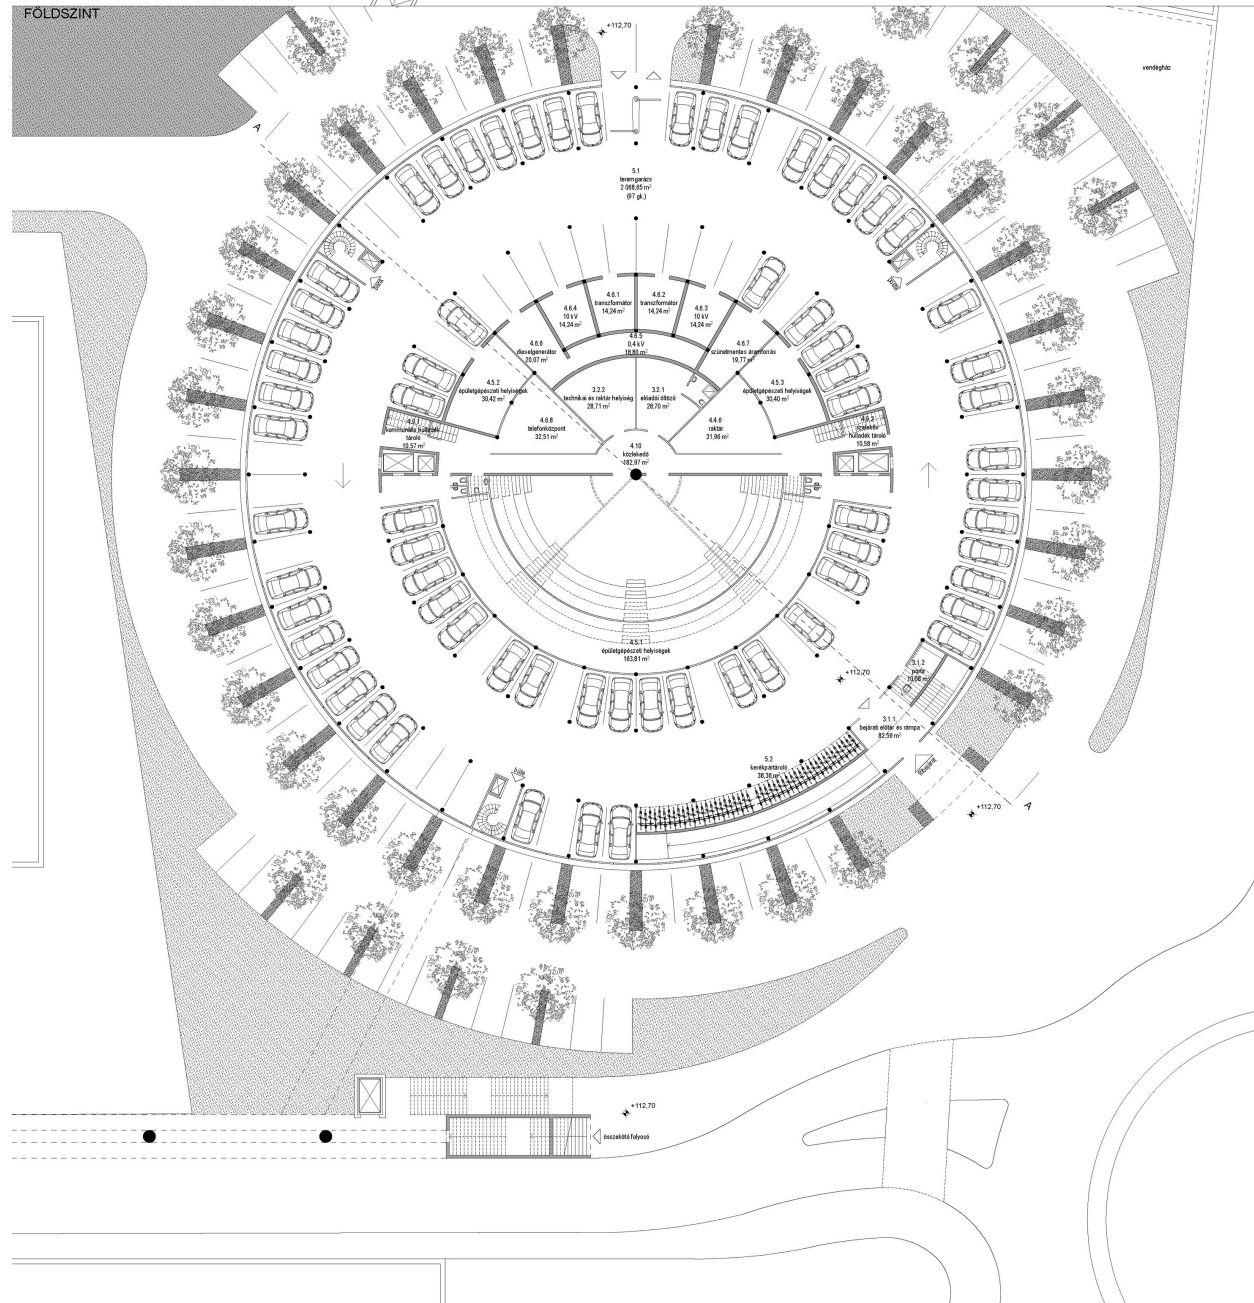 FÖLDSZINT
+112,70
vendégház
A
5.1
teremgarázs
2 068,65 m²
(97 gk.)
4.6.4
10 kV
14,24 m²
4.6.1
transzformátor
14,24 m²
4.6.2
transzformátor
14,24 m²
4.6.3
10 kV
14,24 m²
4.6.5
0,4 kV
18,80 m²
4.6.6
dieselgenerátor
20,07 m²
4.6.7
szünetmentes áramforrás
19,77 m²
4.5.2
épületgépészeti helyiségek
30,42 m²
3.2.2
technikai és raktár helyiség
28,71 m²
3.2.1
előadói öltöző
28,70 m²
4.5.3
épületgépészeti helyiségek
30,40 m²
4.9.1
kommunális hulladék
tároló
10,57 m²
4.6.8
telefonközpont
32,51 m²
4.4.6
raktár
31,96 m²
szelektív
hulladék tároló
10,58 m²
4.10
közlekedő
182,97 m²
4.5.1
épületgépészeti helyiségek
163,81 m²
+112,70
3.1.2
porta
10,08 m²
3.1.1
bejárati előtér és rámpa
82,59 m²
5.2
kerékpártároló
38,36 m²
főbejárat
A
+112,70
+112,70
összekötő folyosó